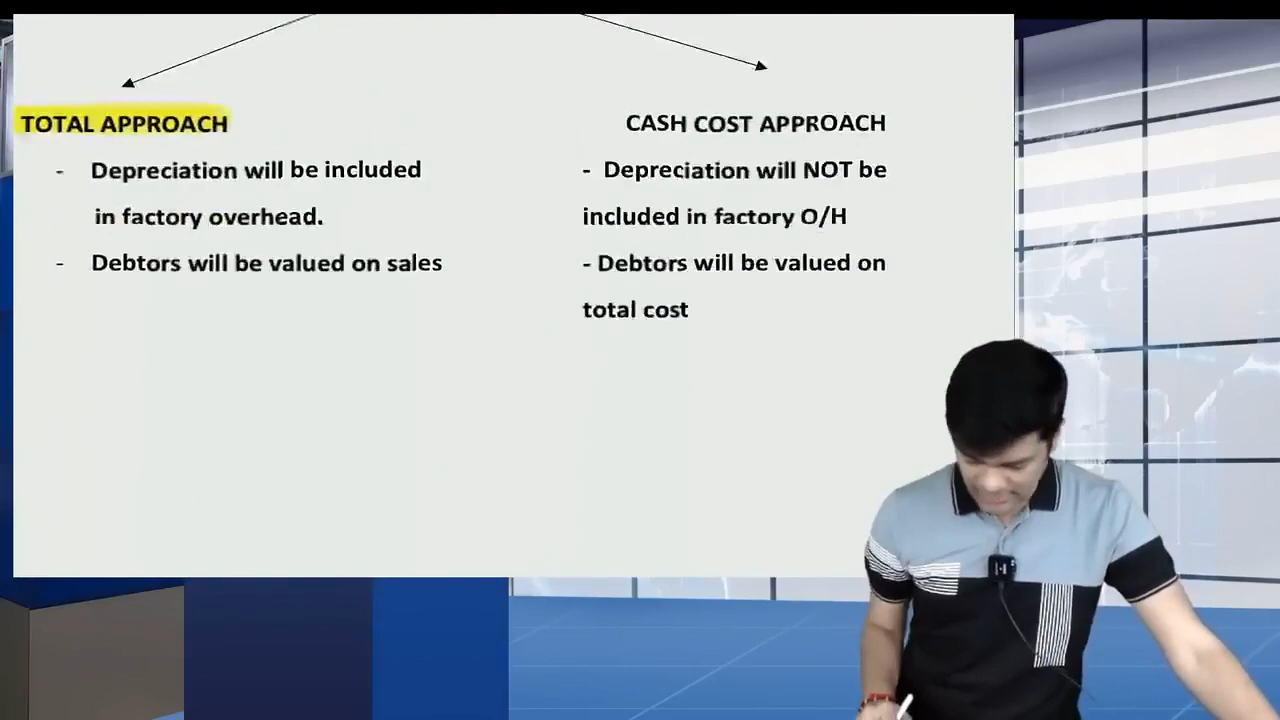 TOTAL APPROACH
- Depreciation will be included
in factory overhead.
- Debtors will be valued on sales
CASH COST APPROACH
- Depreciation will NOT be
included in factory O/H
- Debtors will be valued on
total cost